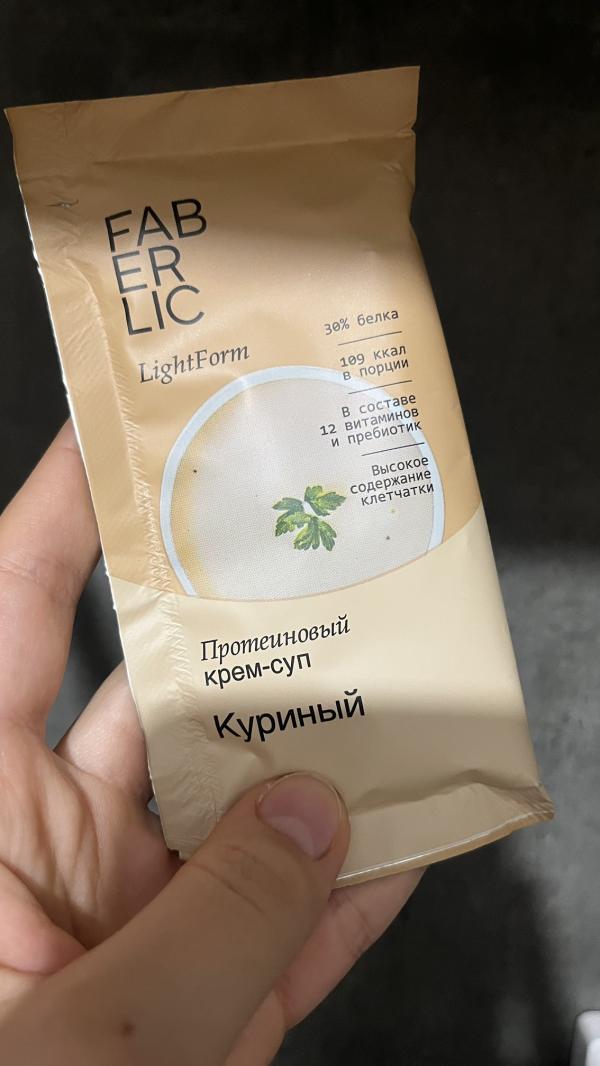 FAB
ER
LIC
LightForm
30% белка
109 ккал
в порции
В составе
12 витаминов
и пребиотик
Высокое
содержание
клетчатки
Протеиновый
крем-суп
Куриный